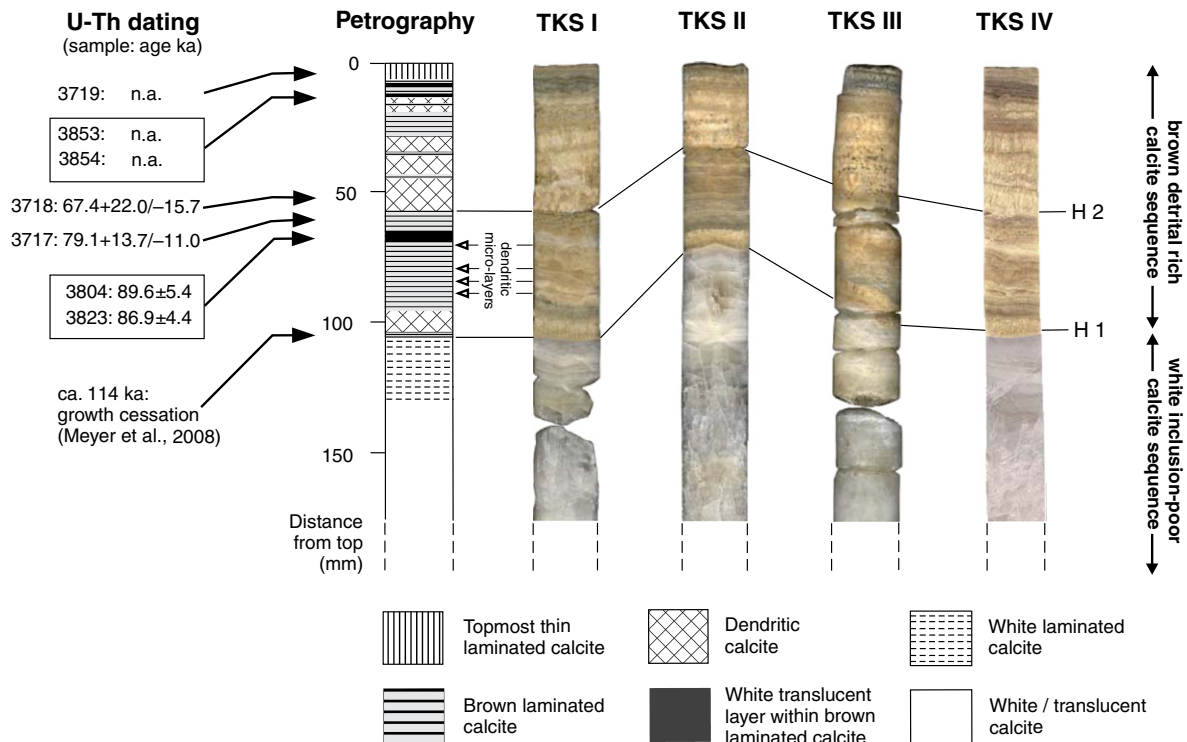 U-Th dating
(sample: age ka)
Petrography
TKS I
TKS II
TKS III
TKS IV
3719: n.a.
3853: n.a.
3854: n.a.
3718: 67.4+22.0/–15.7
3717: 79.1+13.7/–11.0
3804: 89.6±5.4
3823: 86.9±4.4
ca. 114 ka:
growth cessation
(Meyer et al., 2008)
0
50
100
150
Distance
from top
(mm)
dendritic
micro-layers
H 2
H 1
brown detrital rich
calcite sequence
white inclusion-poor
calcite sequence
Topmost thin
laminated calcite
Dendritic
calcite
White laminated
calcite
Brown laminated
calcite
White translucent
layer within brown
laminated calcite
White / translucent
calcite